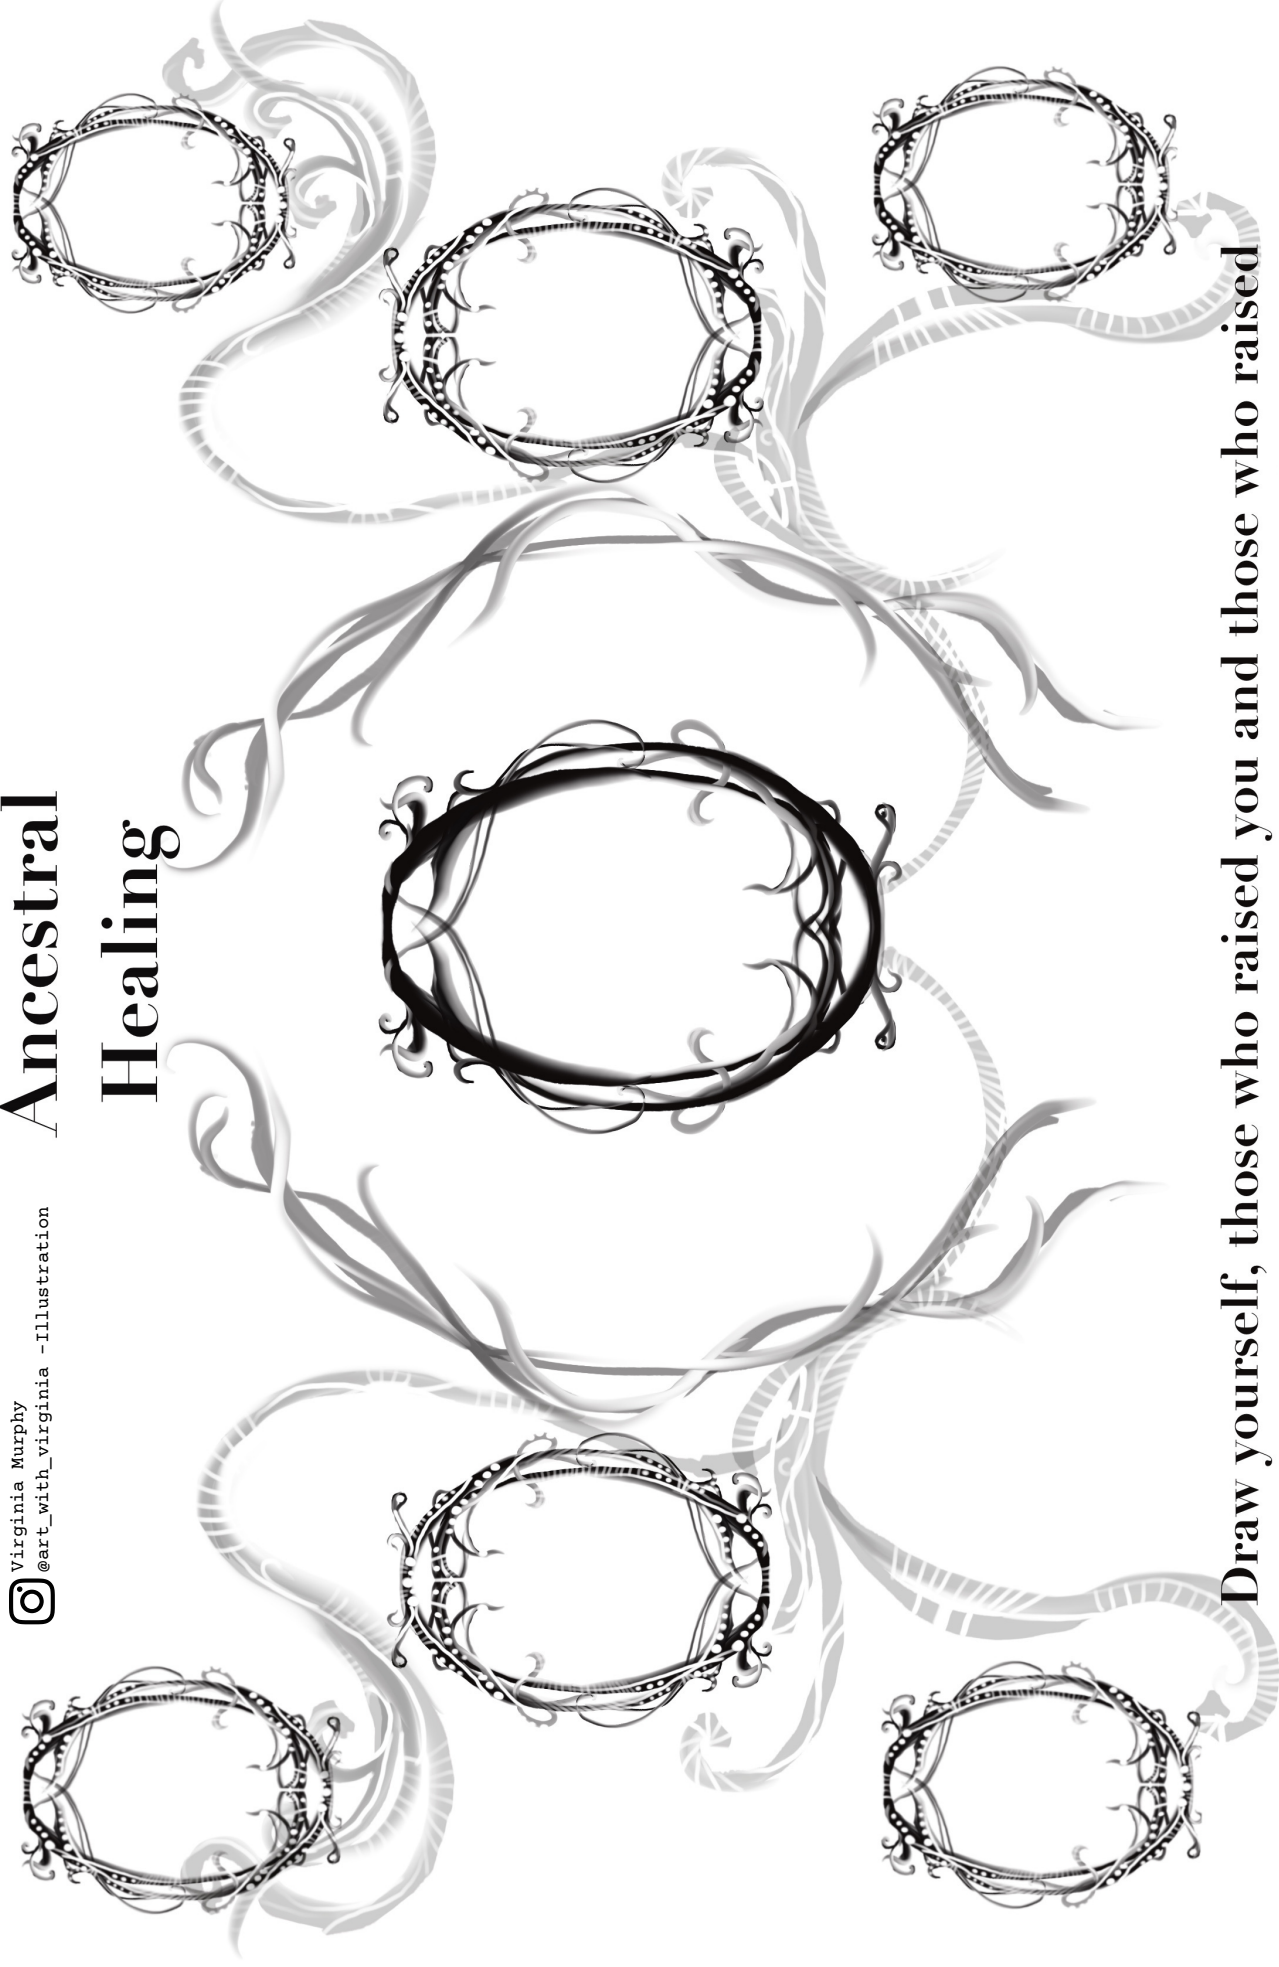 Virginia Murphy
@art_with_virginia -Illustration
Ancestral
Healing
Draw yourself, those who raised you and those who raised